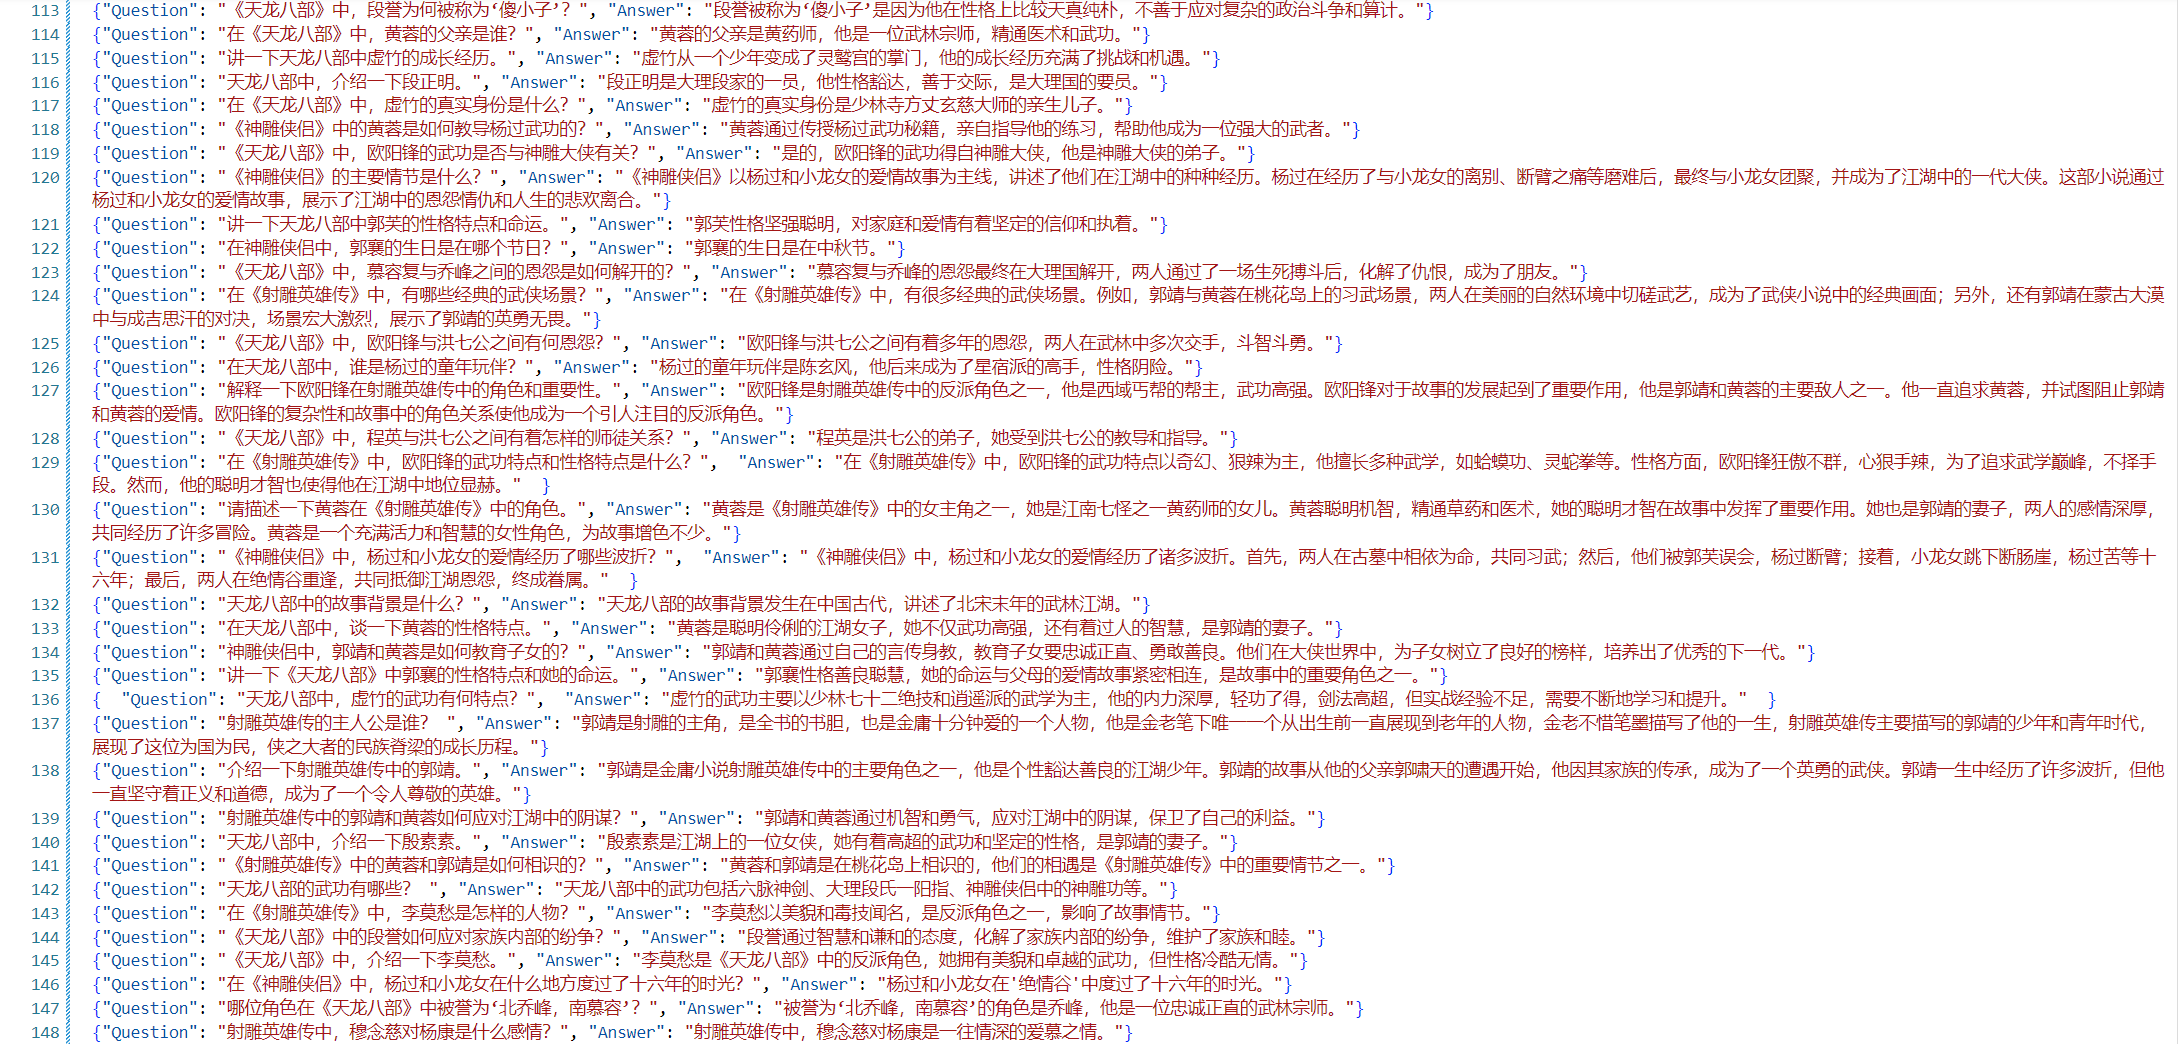 113 {"Question": "《天龙八部》中，段誉为何被称为‘傻小子’？", "Answer": "段誉被称为‘傻小子’是因为他在性格上比较天真纯朴，不善于应对复杂的政治斗争和算计。"}
114 {"Question": "在《天龙八部》中，黄蓉的父亲是谁？", "Answer": "黄蓉的父亲是黄药师，他是一位武林宗师，精通医术和武功。"}
115 {"Question": "讲一下天龙八部中虚竹的成长经历。", "Answer": "虚竹从一个少年变成了灵鹫宫的掌门，他的成长经历充满了挑战和机遇。"}
116 {"Question": "天龙八部中，介绍一下段正明。", "Answer": "段正明是大理段家的一员，他性格豁达，善于交际，是大理国的要员。"}
117 {"Question": "在《天龙八部》中，虚竹的真实身份是什么？", "Answer": "虚竹的真实身份是少林寺方丈玄慈大师的亲生儿子。"}
118 {"Question": "《神雕侠侣》中的黄蓉是如何教导杨过武功的？", "Answer": "黄蓉通过传授杨过武功秘籍，亲自指导他的练习，帮助他成为一位强大的武者。"}
119 {"Question": "《天龙八部》中，欧阳锋的武功是否与神雕大侠有关？", "Answer": "是的，欧阳锋的武功得自神雕大侠，他是神雕大侠的弟子。"}
120 {"Question": "《神雕侠侣》的主要情节是什么？", "Answer": "《神雕侠侣》以杨过和小龙女的爱情故事为主线，讲述了他们在江湖中的种种经历。杨过在经历了与小龙女的离别、断臂之痛等磨难后，最终与小龙女团聚，并成为了江湖中的一代大侠。这部小说通过
杨过和小龙女的爱情故事，展示了江湖中的恩怨情仇和人生的悲欢离合。"}
121 {"Question": "讲一下天龙八部中郭芙的性格特点和命运。", "Answer": "郭芙性格坚强聪明，对家庭和爱情有着坚定的信仰和执着。"}
122 {"Question": "在神雕侠侣中，郭襄的生日是在哪个节日？", "Answer": "郭襄的生日是在中秋节。"}
123 {"Question": "《天龙八部》中，慕容复与乔峰之间的恩怨是如何解开的？", "Answer": "慕容复与乔峰的恩怨最终在大理国解开，两人通过了一场生死搏斗后，化解了仇恨，成为了朋友。"}
124 {"Question": "在《射雕英雄传》中，有哪些经典的武侠场景？", "Answer": "在《射雕英雄传》中，有很多经典的武侠场景。例如，郭靖与黄蓉在桃花岛上的习武场景，两人在美丽的自然环境中切磋武艺，成为了武侠小说中的经典画面；另外，还有郭靖在蒙古大漠
中与成吉思汗的对决，场景宏大激烈，展示了郭靖的英勇无畏。"}
125 {"Question": "《天龙八部》中，欧阳锋与洪七公之间有何恩怨？", "Answer": "欧阳锋与洪七公之间有着多年的恩怨，两人在武林中多次交手，斗智斗勇。"}
126 {"Question": "在天龙八部中，谁是杨过的童年玩伴？", "Answer": "杨过的童年玩伴是陈玄风，他后来成为了星宿派的高手，性格阴险。"}
127 {"Question": "解释一下欧阳锋在射雕英雄传中的角色和重要性。", "Answer": "欧阳锋是射雕英雄传中的反派角色之一，他是西域丐帮的帮主，武功高强。欧阳锋对于故事的发展起到了重要作用，他是郭靖和黄蓉的主要敌人之一。他一直追求黄蓉，并试图阻止郭靖
和黄蓉的爱情。欧阳锋的复杂性和故事中的角色关系使他成为一个引人注目的反派角色。"}
128 {"Question": "《天龙八部》中，程英与洪七公之间有着怎样的师徒关系？", "Answer": "程英是洪七公的弟子，她受到洪七公的教导和指导。"}
129 {"Question": "在《射雕英雄传》中，欧阳锋的武功特点和性格特点是什么？",  "Answer": "在《射雕英雄传》中，欧阳锋的武功特点以奇幻、狠辣为主，他擅长多种武学，如蛤蟆功、灵蛇拳等。性格方面，欧阳锋狂傲不群，心狠手辣，为了追求武学巅峰，不择手
段。然而，他的聪明才智也使得他在江湖中地位显赫。"  }
130 {"Question": "请描述一下黄蓉在《射雕英雄传》中的角色。", "Answer": "黄蓉是《射雕英雄传》中的女主角之一，她是江南七怪之一黄药师的女儿。黄蓉聪明机智，精通草药和医术，她的聪明才智在故事中发挥了重要作用。她也是郭靖的妻子，两人的感情深厚，
共同经历了许多冒险。黄蓉是一个充满活力和智慧的女性角色，为故事增色不少。"}
131 {"Question": "《神雕侠侣》中，杨过和小龙女的爱情经历了哪些波折？",  "Answer": "《神雕侠侣》中，杨过和小龙女的爱情经历了诸多波折。首先，两人在古墓中相依为命，共同习武；然后，他们被郭芙误会，杨过断臂；接着，小龙女跳下断肠崖，杨过苦等十
六年；最后，两人在绝情谷重逢，共同抵御江湖恩怨，终成眷属。"  }
132 {"Question": "天龙八部中的故事背景是什么？", "Answer": "天龙八部的故事背景发生在中国古代，讲述了北宋末年的武林江湖。"}
133 {"Question": "在天龙八部中，谈一下黄蓉的性格特点。", "Answer": "黄蓉是聪明伶俐的江湖女子，她不仅武功高强，还有着过人的智慧，是郭靖的妻子。"}
134 {"Question": "神雕侠侣中，郭靖和黄蓉是如何教育子女的？", "Answer": "郭靖和黄蓉通过自己的言传身教，教育子女要忠诚正直、勇敢善良。他们在大侠世界中，为子女树立了良好的榜样，培养出了优秀的下一代。"}
135 {"Question": "讲一下《天龙八部》中郭襄的性格特点和她的命运。", "Answer": "郭襄性格善良聪慧，她的命运与父母的爱情故事紧密相连，是故事中的重要角色之一。"}
136 {  "Question": "天龙八部中，虚竹的武功有何特点？",  "Answer": "虚竹的武功主要以少林七十二绝技和逍遥派的武学为主，他的内力深厚，轻功了得，剑法高超，但实战经验不足，需要不断地学习和提升。"  }
137 {"Question": "射雕英雄传的主人公是谁？ ", "Answer": "郭靖是射雕的主角，是全书的书胆，也是金庸十分钟爱的一个人物，他是金老笔下唯一一个从出生前一直展现到老年的人物，金老不惜笔墨描写了他的一生，射雕英雄传主要描写的郭靖的少年和青年时代，
展现了这位为国为民，侠之大者的民族脊梁的成长历程。"}
138 {"Question": "介绍一下射雕英雄传中的郭靖。", "Answer": "郭靖是金庸小说射雕英雄传中的主要角色之一，他是个性豁达善良的江湖少年。郭靖的故事从他的父亲郭啸天的遭遇开始，他因其家族的传承，成为了一个英勇的武侠。郭靖一生中经历了许多波折，但他
一直坚守着正义和道德，成为了一个令人尊敬的英雄。"}
139 {"Question": "射雕英雄传中的郭靖和黄蓉如何应对江湖中的阴谋？", "Answer": "郭靖和黄蓉通过机智和勇气，应对江湖中的阴谋，保卫了自己的利益。"}
140 {"Question": "天龙八部中，介绍一下殷素素。", "Answer": "殷素素是江湖上的一位女侠，她有着高超的武功和坚定的性格，是郭靖的妻子。"}
141 {"Question": "《射雕英雄传》中的黄蓉和郭靖是如何相识的？", "Answer": "黄蓉和郭靖是在桃花岛上相识的，他们的相遇是《射雕英雄传》中的重要情节之一。"}
142 {"Question": "天龙八部的武功有哪些？ ", "Answer": "天龙八部中的武功包括六脉神剑、大理段氏一阳指、神雕侠侣中的神雕功等。"}
143 {"Question": "在《射雕英雄传》中，李莫愁是怎样的人物？", "Answer": "李莫愁以美貌和毒技闻名，是反派角色之一，影响了故事情节。"}
144 {"Question": "《天龙八部》中的段誉如何应对家族内部的纷争？", "Answer": "段誉通过智慧和谦和的态度，化解了家族内部的纷争，维护了家族和睦。"}
145 {"Question": "《天龙八部》中，介绍一下李莫愁。", "Answer": "李莫愁是《天龙八部》中的反派角色，她拥有美貌和卓越的武功，但性格冷酷无情。"}
146 {"Question": "在《神雕侠侣》中，杨过和小龙女在什么地方度过了十六年的时光？", "Answer": "杨过和小龙女在'绝情谷'中度过了十六年的时光。"}
147 {"Question": "哪位角色在《天龙八部》中被誉为‘北乔峰，南慕容’？", "Answer": "被誉为‘北乔峰，南慕容’的角色是乔峰，他是一位忠诚正直的武林宗师。"}
148 {"Question": "射雕英雄传中，穆念慈对杨康是什么感情？", "Answer": "射雕英雄传中，穆念慈对杨康是一往情深的爱慕之情。"}